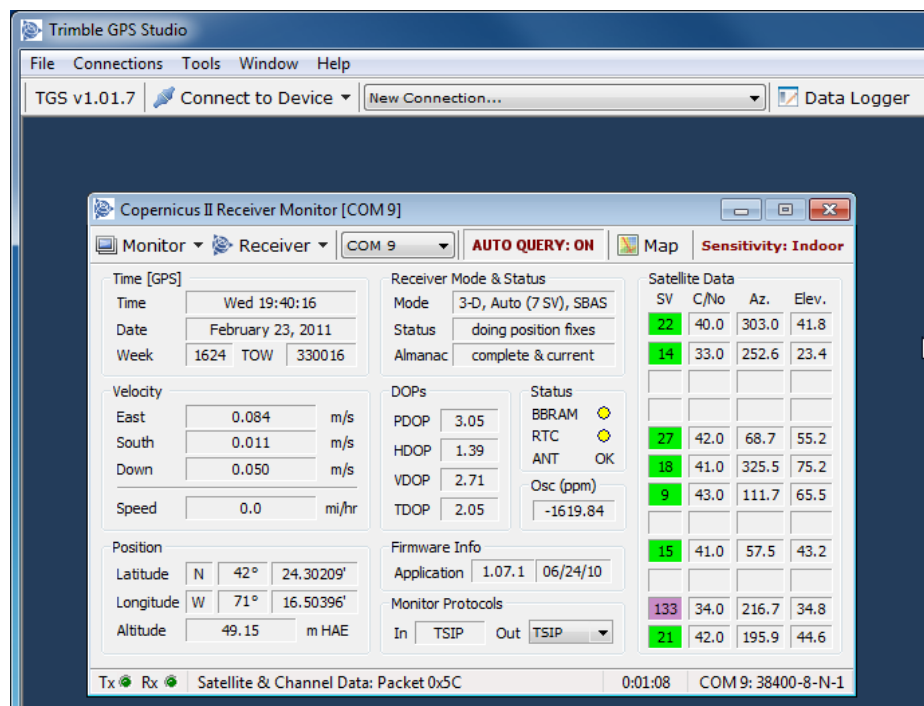 Trimble GPS Studio
File Connections Tools Window Help
TGS v1.01.7 Connect to Device New Connection... Data Logger
Copernicus II Receiver Monitor [COM 9]
Monitor Receiver COM 9 AUTO QUERY: ON Map Sensitivity: Indoor
Time [GPS]
Time Wed 19:40:16
Date February 23, 2011
Week 1624 TOW 330016
Velocity
East 0.084 m/s
South 0.011 m/s
Down 0.050 m/s
Speed 0.0 mi/hr
Position
Latitude N 42° 24.30209'
Longitude W 71° 16.50396'
Altitude 49.15 m HAE
Receiver Mode & Status
Mode 3-D, Auto (7 SV), SBAS
Status doing position fixes
Almanac complete & current
DOPs
PDOP 3.05
HDOP 1.39
VDOP 2.71
TDOP 2.05
Status
BBRAM
RTC
ANT OK
Osc (ppm)
-1619.84
Firmware Info
Application 1.07.1 06/24/10
Monitor Protocols
In TSIP Out TSIP
Satellite Data
SV C/No Az. Elev.
22 40.0 303.0 41.8
14 33.0 252.6 23.4
27 42.0 68.7 55.2
18 41.0 325.5 75.2
9 43.0 111.7 65.5
15 41.0 57.5 43.2
133 34.0 216.7 34.8
21 42.0 195.9 44.6
Tx Rx Satellite & Channel Data: Packet 0x5C 0:01:08 COM 9: 38400-8-N-1